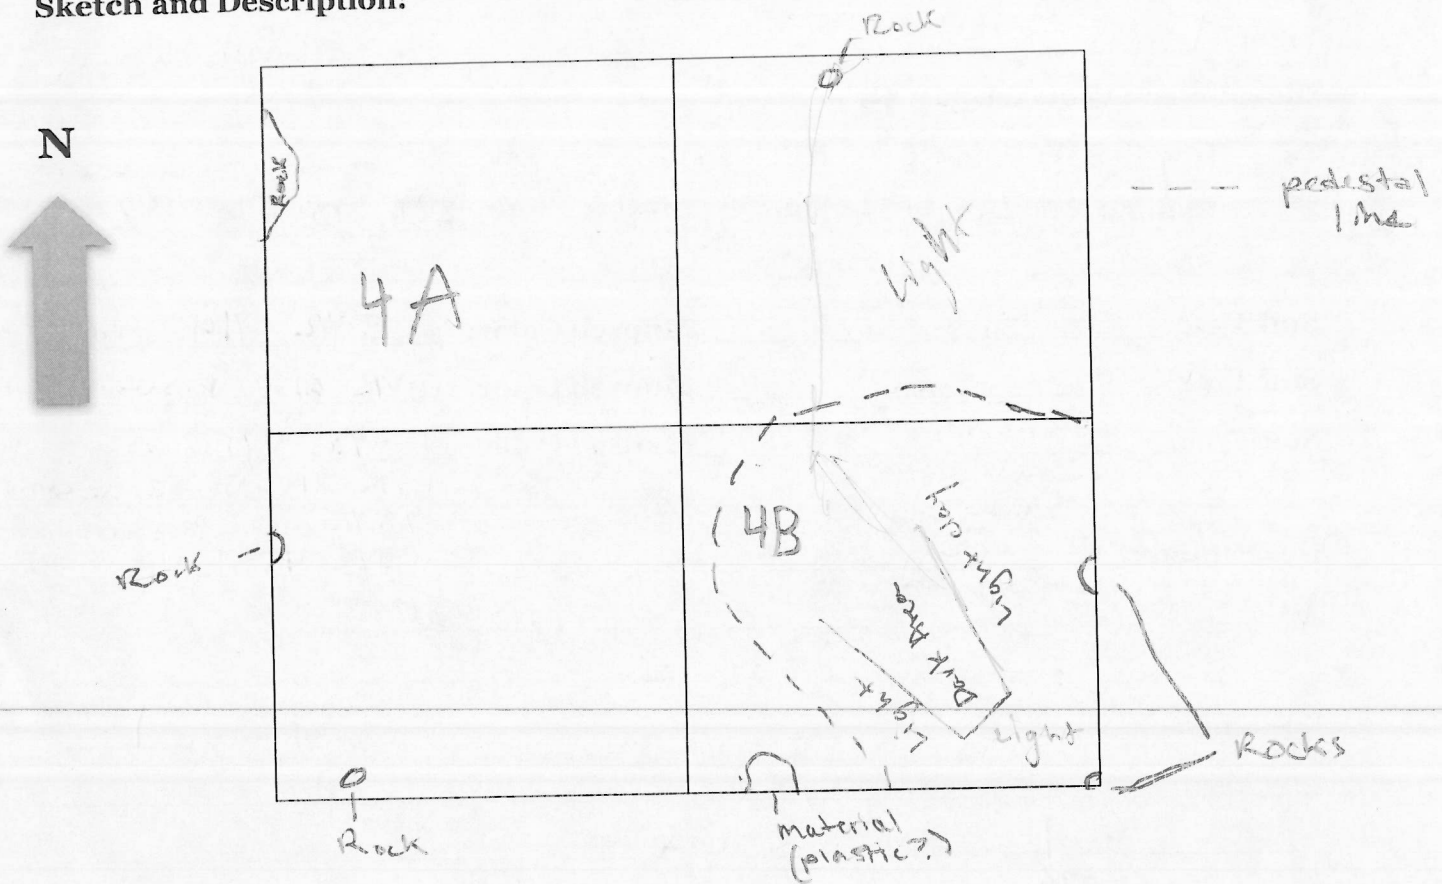 Sketch and Description:
Rock
N
Rock
pedestal
line
Light
4A
4B
Light clay
Dark Area
Light
Light
Rock
Rocks
Rock
material
(plastic?)